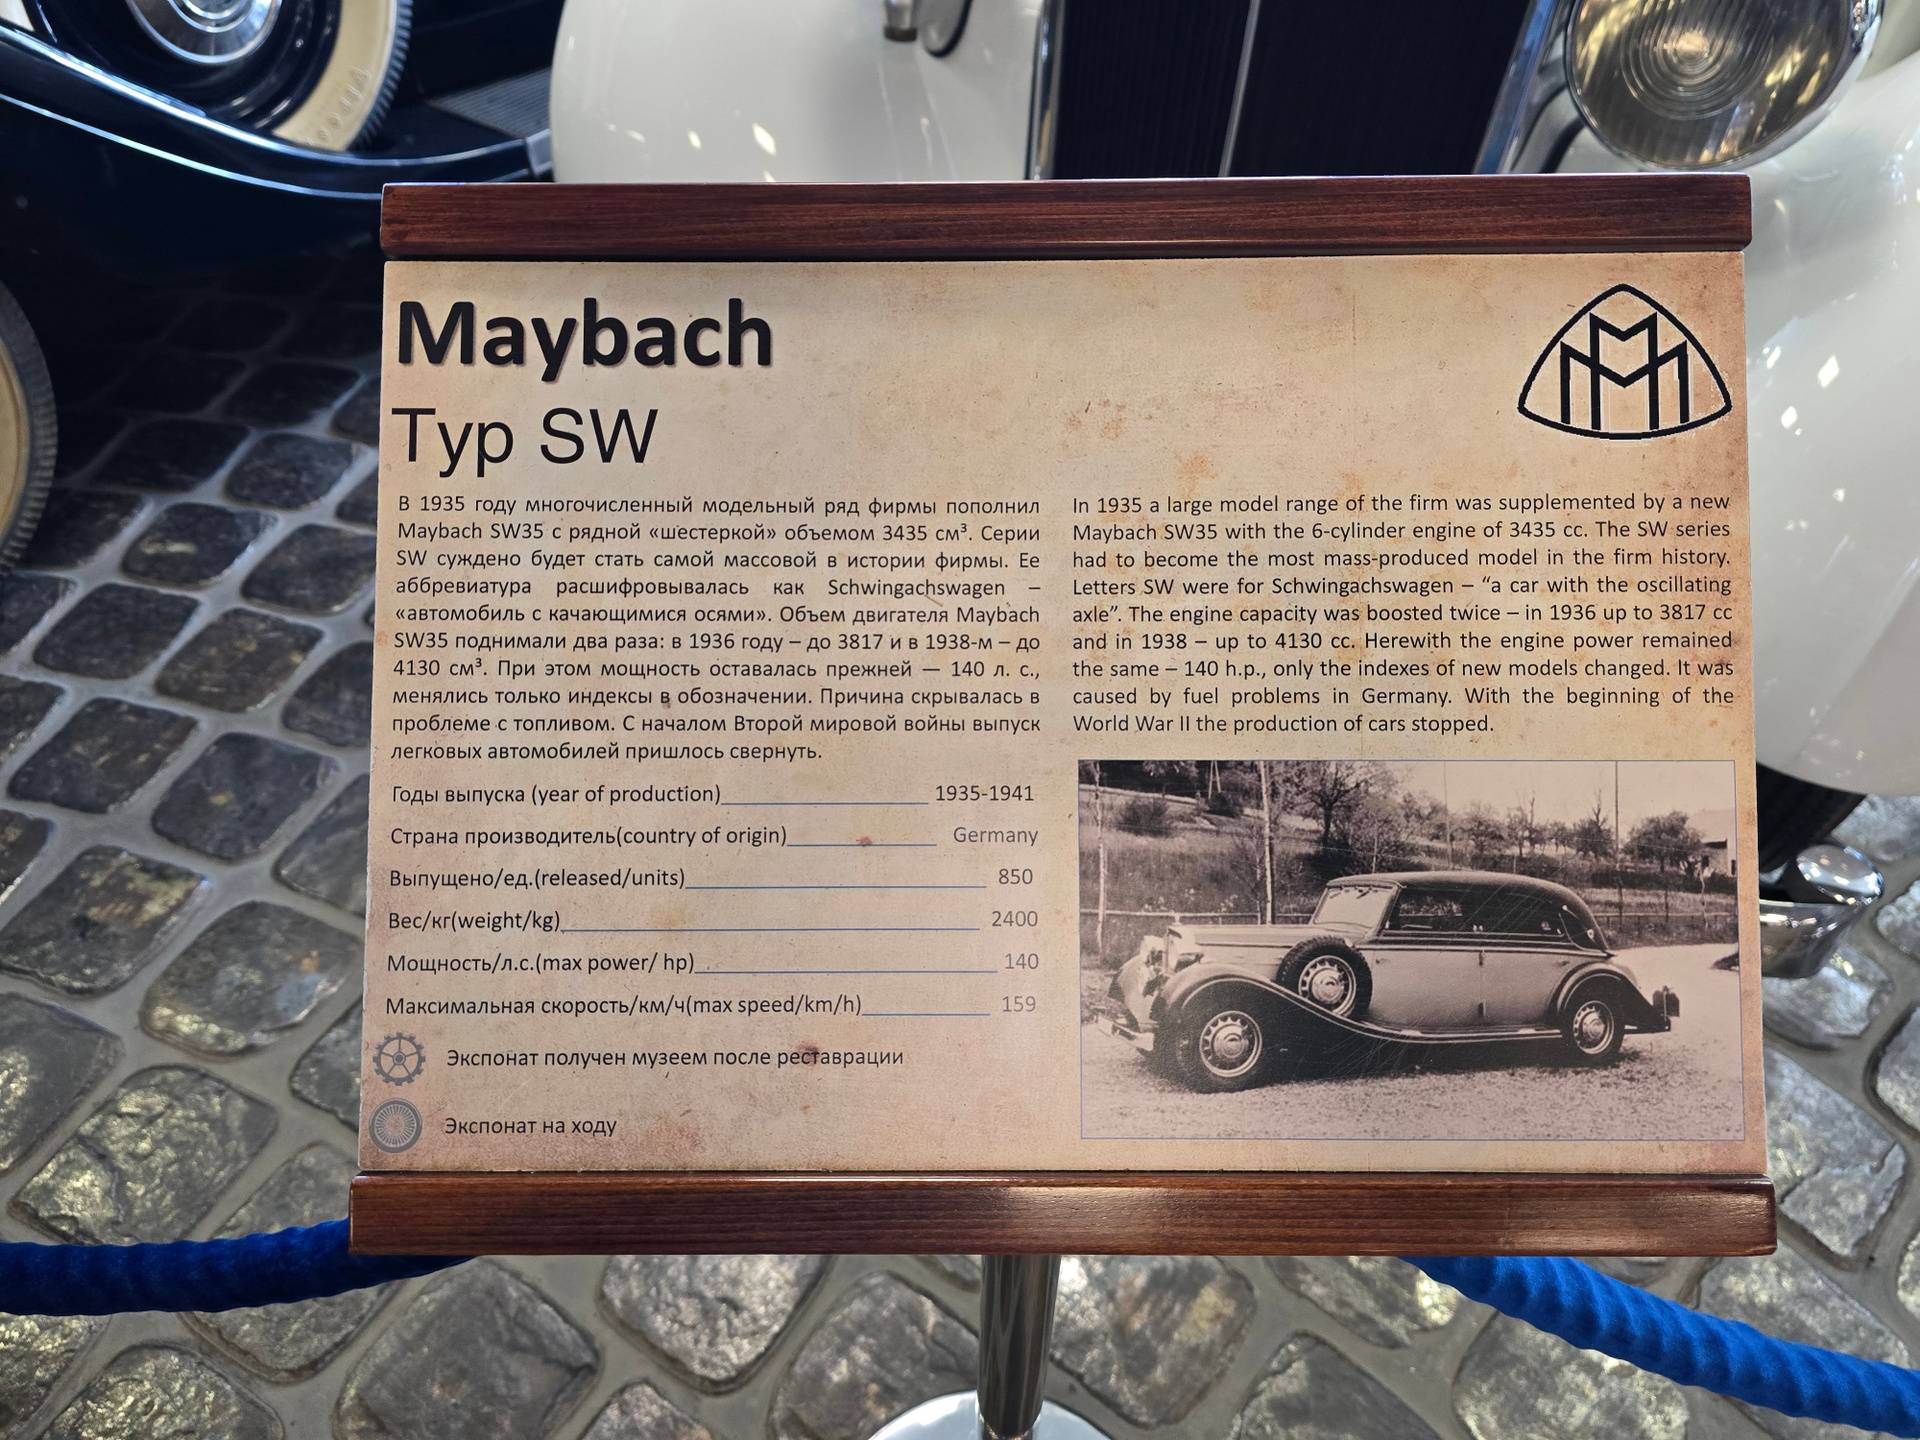 Maybach
Typ SW
В 1935 году многочисленный модельный ряд фирмы пополнил
Maybach SW35 с рядной «шестеркой» объемом 3435 см³. Серии
SW суждено будет стать самой массовой в истории фирмы. Ее
аббревиатура расшифровывалась как Schwingachswagen –
«автомобиль с качающимися осями». Объем двигателя Maybach
SW35 поднимали два раза: в 1936 году – до 3817 и в 1938-м – до
4130 см³. При этом мощность оставалась прежней — 140 л. с.,
менялись только индексы в обозначении. Причина скрывалась в
проблеме с топливом. С началом Второй мировой войны выпуск
легковых автомобилей пришлось свернуть.
In 1935 a large model range of the firm was supplemented by a new
Maybach SW35 with the 6-cylinder engine of 3435 cc. The SW series
had to become the most mass-produced model in the firm history.
Letters SW were for Schwingachswagen – “a car with the oscillating
axle”. The engine capacity was boosted twice – in 1936 up to 3817 cc
and in 1938 – up to 4130 cc. Herewith the engine power remained
the same – 140 h.p., only the indexes of new models changed. It was
caused by fuel problems in Germany. With the beginning of the
World War II the production of cars stopped.
Годы выпуска (year of production) 1935-1941
Страна производитель(country of origin) Germany
Выпущено/ед.(released/units) 850
Вес/кг(weight/kg) 2400
Мощность/л.с.(max power/ hp) 140
Максимальная скорость/км/ч(max speed/km/h) 159
Экспонат получен музеем после реставрации
Экспонат на ходу